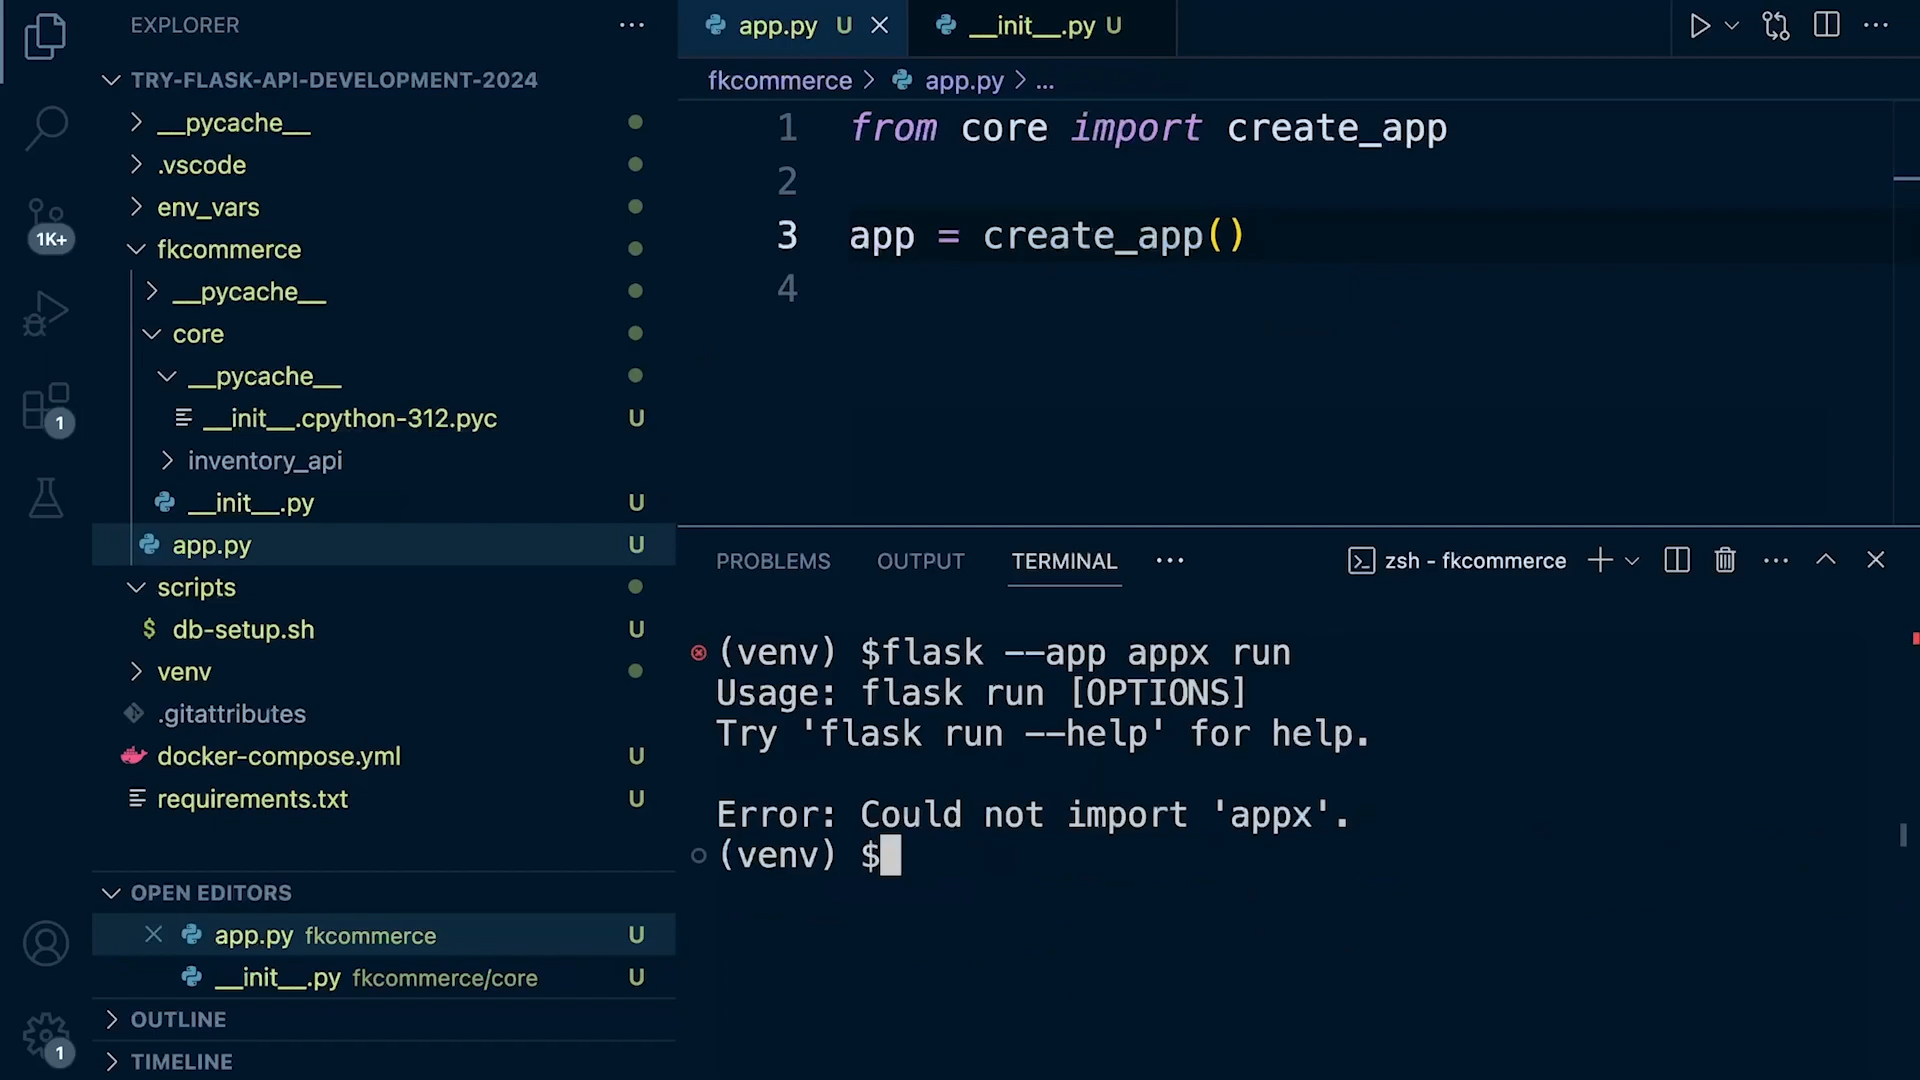 EXPLORER
TRY-FLASK-API-DEVELOPMENT-2024
__pycache__
.vscode
env_vars
fkcommerce
__pycache__
core
__pycache__
__init__.cpython-312.pyc U
inventory_api
__init__.py U
app.py U
scripts
$ db-setup.sh U
venv
.gitattributes
docker-compose.yml U
requirements.txt U
OPEN EDITORS
app.py fkcommerce U
__init__.py fkcommerce/core U
OUTLINE
TIMELINE
1K+
1
1
app.py U
__init__.py U
fkcommerce > app.py > ...
1 from core import create_app
2
3 app = create_app()
4
PROBLEMS OUTPUT TERMINAL ... zsh - fkcommerce
(venv) $flask --app appx run
Usage: flask run [OPTIONS]
Try 'flask run --help' for help.
Error: Could not import 'appx'.
(venv) $